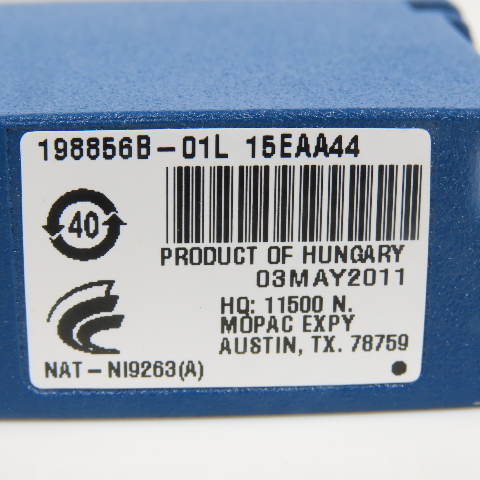 198856B-01L 15EAA44
40
PRODUCT OF HUNGARY
03MAY2011
HQ: 11500 N.
MOPAC EXPY
AUSTIN, TX. 78759
NAT-NI9263(A)